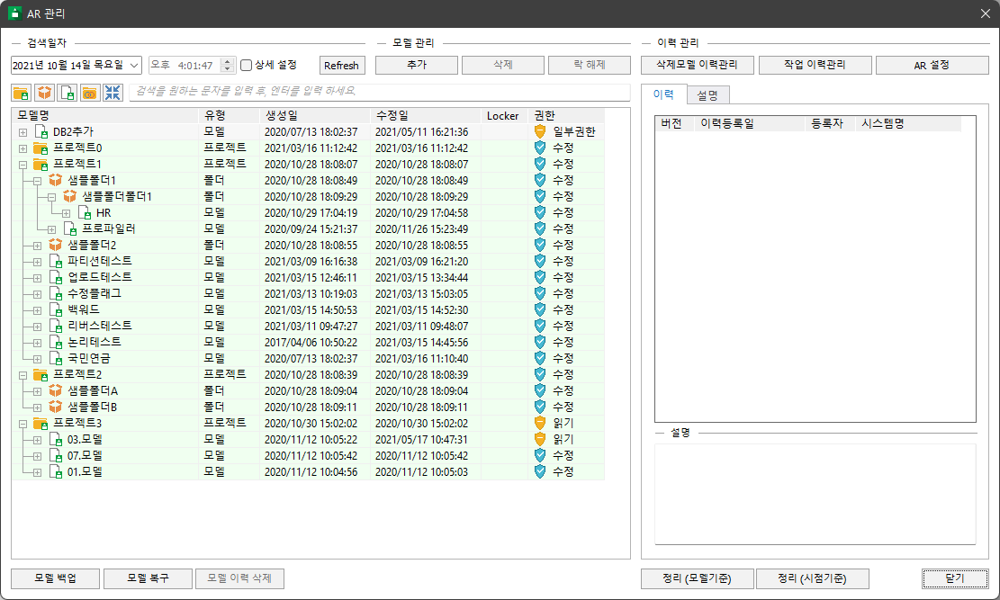 AR 관리
검색일자
모델 관리
이력 관리
2021년 10월 14일 목요일 오후 4:01:47 상세 설정 Refresh 추가 삭제 락 해제 삭제모델 이력관리 작업 이력관리 AR 설정
검색을 원하는 문자를 입력 후, 엔터를 입력 하세요.
이력 설명
모델명 유형 생성일 수정일 Locker 권한
버전 이력등록일 등록자 시스템명
DB2추가 모델 2020/07/13 18:02:37 2021/05/11 16:21:36 일부권한
프로젝트0 프로젝트 2021/03/16 11:12:42 2021/03/16 11:12:42 수정
프로젝트1 프로젝트 2020/10/28 18:08:07 2020/10/28 18:08:07 수정
샘플폴더1 폴더 2020/10/28 18:08:49 2020/10/28 18:08:49 수정
샘플폴더폴더1 폴더 2020/10/28 18:09:29 2020/10/28 18:09:29 수정
HR 모델 2020/10/29 17:04:19 2020/10/29 17:04:58 수정
프로파일러 모델 2020/09/24 15:21:37 2020/11/26 15:23:49 수정
샘플폴더2 폴더 2020/10/28 18:08:55 2020/10/28 18:08:55 수정
파티션테스트 모델 2021/03/09 16:16:38 2021/03/09 16:21:20 수정
업로드테스트 모델 2021/03/15 12:46:11 2021/03/15 13:34:44 수정
수정플래그 모델 2021/03/13 10:19:03 2021/03/13 15:03:05 수정
백워드 모델 2021/03/15 14:50:53 2021/03/15 14:52:30 수정
리버스테스트 모델 2021/03/11 09:47:27 2021/03/11 09:48:07 수정
논리테스트 모델 2017/04/06 10:50:22 2021/03/15 14:45:56 수정
국민연금 모델 2020/07/13 18:02:37 2021/03/16 11:10:40 수정
프로젝트2 프로젝트 2020/10/28 18:08:39 2020/10/28 18:08:39 수정
샘플폴더A 폴더 2020/10/28 18:09:04 2020/10/28 18:09:04 수정
샘플폴더B 폴더 2020/10/28 18:09:11 2020/10/28 18:09:11 수정
프로젝트3 프로젝트 2020/10/30 15:02:02 2020/10/30 15:02:02 읽기
03.모델 모델 2020/11/12 10:05:22 2021/05/17 10:47:31 읽기
07.모델 모델 2020/11/12 10:05:42 2020/11/12 10:05:42 수정
01.모델 모델 2020/11/12 10:04:56 2020/11/12 10:05:03 수정
설명
모델 백업 모델 복구 모델 이력 삭제 정리 (모델기준) 정리 (시점기준) 닫기